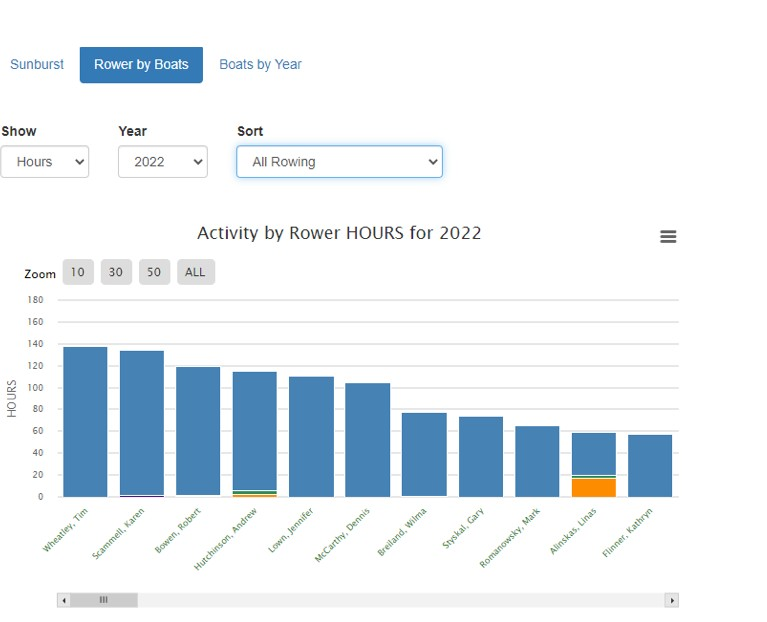 Sunburst Rower by Boats Boats by Year
Show Year Sort
Hours 2022 All Rowing
Activity by Rower HOURS for 2022
Zoom 10 30 50 ALL
180
160
140
120
100
80
60
40
20
0
HOURS
Wheatley, Tim
Scammell, Karen
Bowen, Robert
Hutchinson, Andrew
Lown, Jennifer
McCarthy, Dennis
Breiland, Wilma
Styskal, Gary
Romanowsky, Mark
Alinskas, Linas
Flinner, Kathryn